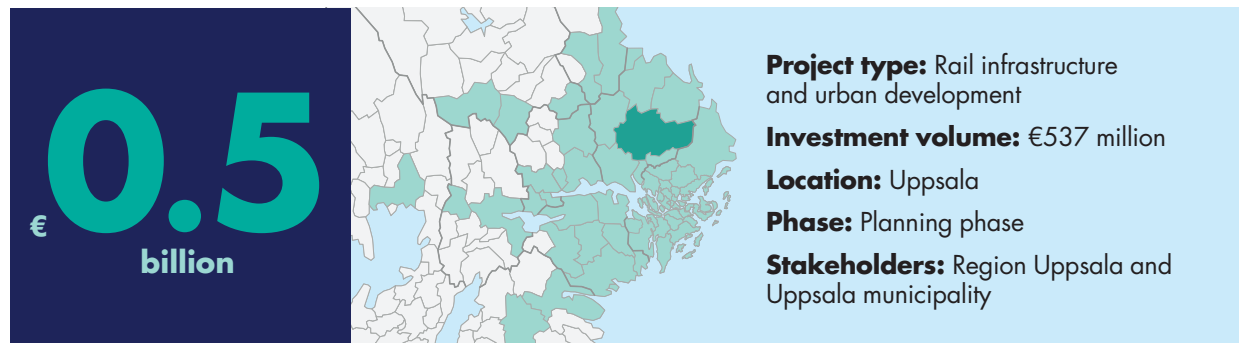 €0.5
billion
Project type: Rail infrastructure
and urban development
Investment volume: €537 million
Location: Uppsala
Phase: Planning phase
Stakeholders: Region Uppsala and
Uppsala municipality